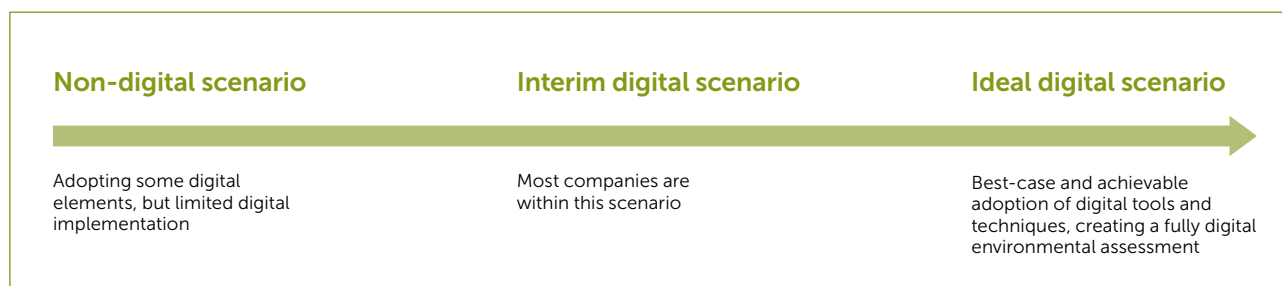 Non-digital scenario
Interim digital scenario
Ideal digital scenario
Adopting some digital
elements, but limited digital
implementation
Most companies are
within this scenario
Best-case and achievable
adoption of digital tools and
techniques, creating a fully digital
environmental assessment